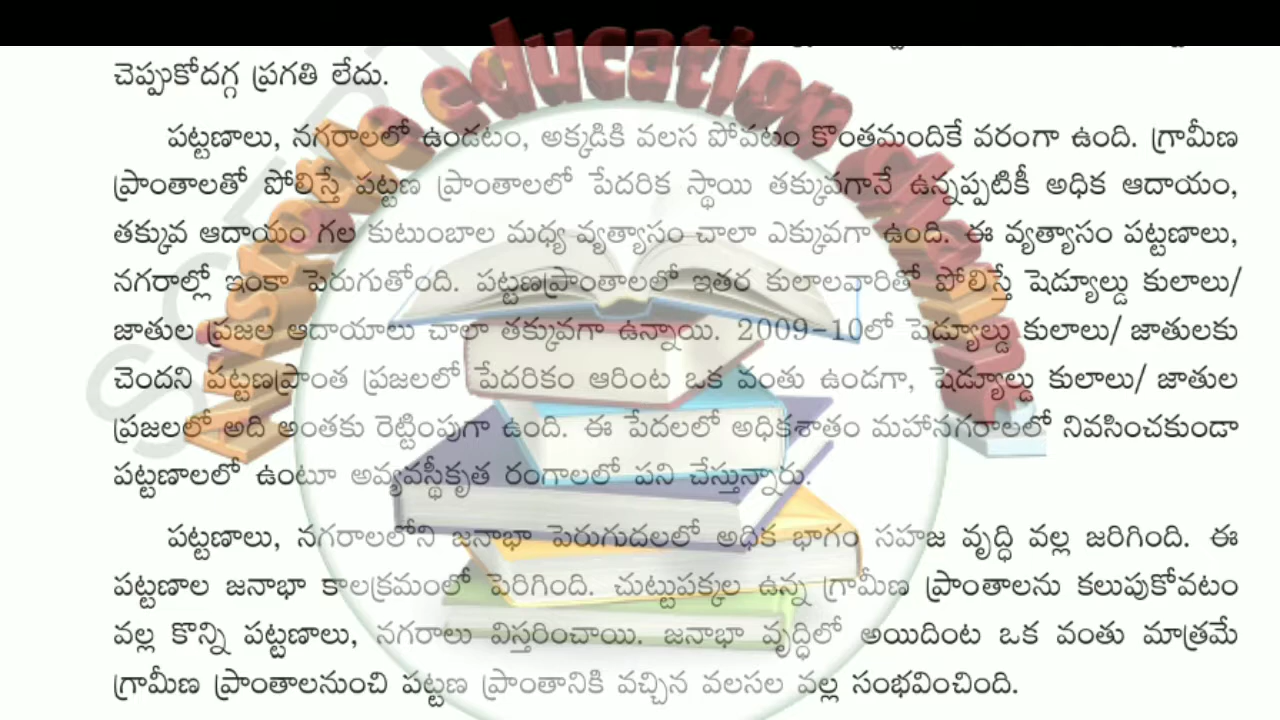 చెప్పుకోదగ్గ ప్రగతి లేదు.
పట్టణాలు, నగరాలలో ఉండటం, అక్కడికి వలస పోవటం కొంతమందికే వరంగా ఉంది. గ్రామీణ
ప్రాంతాలతో పోలిస్తే పట్టణ ప్రాంతాలలో పేదరిక స్థాయి తక్కువగానే ఉన్నప్పటికీ అధిక ఆదాయం,
తక్కువ ఆదాయం గల కుటుంబాల మధ్య వ్యత్యాసం చాలా ఎక్కువగా ఉంది. ఈ వ్యత్యాసం పట్టణాలు,
నగరాల్లో ఇంకా పెరుగుతోంది. పట్టణప్రాంతాలలో ఇతర కులాలవారితో పోలిస్తే షెడ్యూల్డు కులాలు/
జాతుల ప్రజల ఆదాయాలు చాలా తక్కువగా ఉన్నాయి. 2009-10లో షెడ్యూల్డు కులాలు/ జాతులకు
చెందని పట్టణప్రాంత ప్రజలలో పేదరికం ఆరింట ఒక వంతు ఉండగా, షెడ్యూల్డు కులాలు/ జాతుల
ప్రజలలో అది అంతకు రెట్టింపుగా ఉంది. ఈ పేదలలో అధికశాతం మహానగరాలలో నివసించకుండా
పట్టణాలలో ఉంటూ అవ్యవస్థీకృత రంగాలలో పని చేస్తున్నారు.
పట్టణాలు, నగరాలలోని జనాభా పెరుగుదలలో అధిక భాగం సహజ వృద్ధి వల్ల జరిగింది. ఈ
పట్టణాల జనాభా కాలక్రమంలో పెరిగింది. చుట్టుపక్కల ఉన్న గ్రామీణ ప్రాంతాలను కలుపుకోవటం
వల్ల కొన్ని పట్టణాలు, నగరాలు విస్తరించాయి. జనాభా వృద్ధిలో అయిదింట ఒక వంతు మాత్రమే
గ్రామీణ ప్రాంతాలనుంచి పట్టణ ప్రాంతానికి వచ్చిన వలసల వల్ల సంభవించింది.